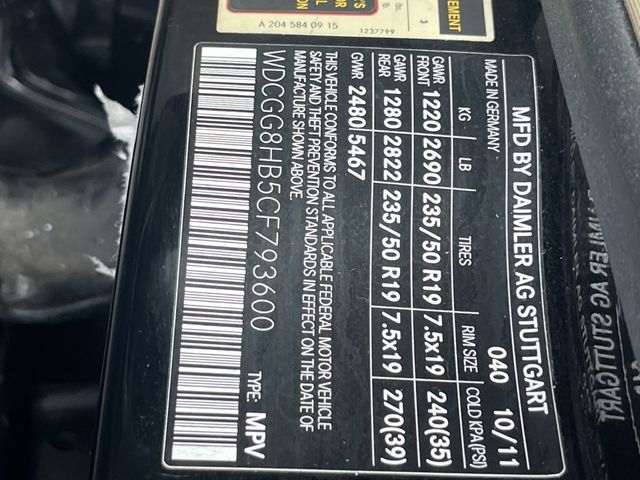 MFD BY DAIMLER AG STUTTGART
MADE IN GERMANY 040 10/11
KG LB TIRES RIM SIZE COLD KPA(PSI)
GAWR FRONT 1220 2690 235/50 R19 7.5x19 240(35)
GAWR REAR 1280 2822 235/50 R19 7.5x19 270(39)
GVWR 2480 5467
THIS VEHICLE CONFORMS TO ALL APPLICABLE FEDERAL MOTOR VEHICLE
SAFETY AND THEFT PREVENTION STANDARDS IN EFFECT ON THE DATE OF
MANUFACTURE SHOWN ABOVE.
WDCGG8HB5CF793600 TYPE: MPV
A 204 584 09 15
1237799
lbs.
3